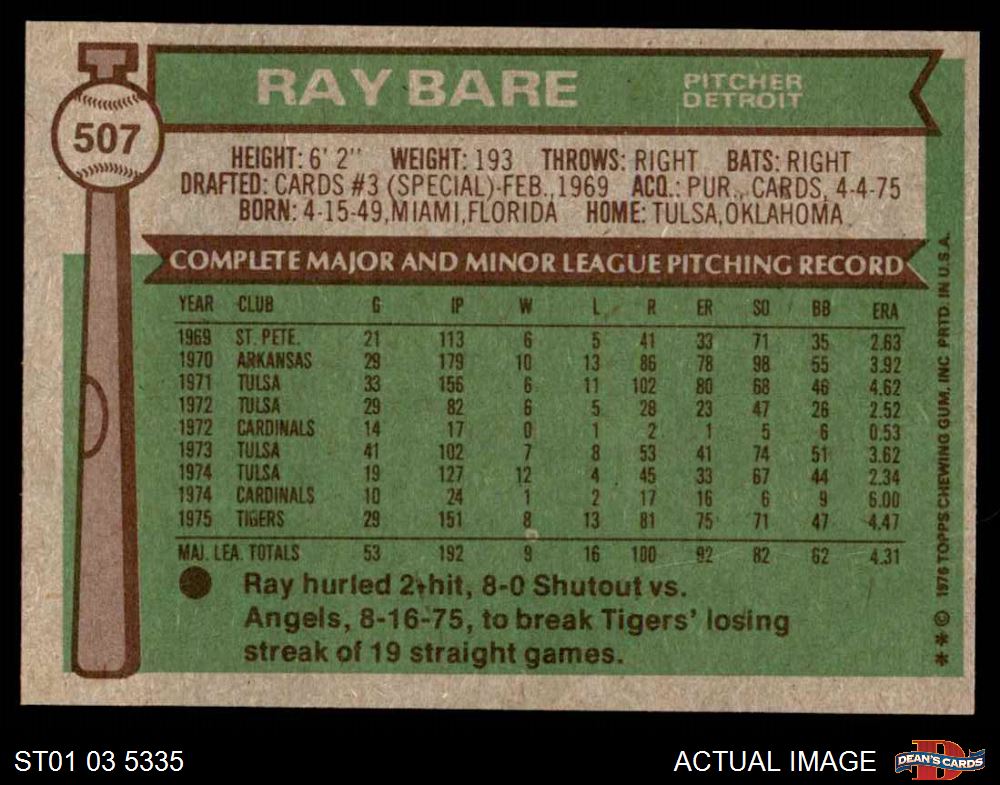 RAY BARE
PITCHER
DETROIT
507
HEIGHT: 6' 2" WEIGHT: 193 THROWS: RIGHT BATS: RIGHT
DRAFTED: CARDS #3 (SPECIAL)-FEB.,1969 ACQ.: PUR., CARDS, 4-4-75
BORN: 4-15-49,MIAMI,FLORIDA HOME: TULSA,OKLAHOMA
COMPLETE MAJOR AND MINOR LEAGUE PITCHING RECORD
YEAR CLUB G IP W L R ER SO BB ERA
1969 ST. PETE. 21 113 6 5 41 33 71 35 2.63
1970 ARKANSAS 29 179 10 13 86 78 98 55 3.92
1971 TULSA 33 156 6 11 102 80 68 46 4.62
1972 TULSA 29 82 6 5 28 23 47 26 2.52
1972 CARDINALS 14 17 0 1 2 1 5 6 0.53
1973 TULSA 41 102 7 8 53 41 74 51 3.62
1974 TULSA 19 127 12 4 45 33 67 44 2.34
1974 CARDINALS 10 24 1 2 17 16 6 9 6.00
1975 TIGERS 29 151 8 13 81 75 71 47 4.47
MAJ. LEA. TOTALS 53 192 9 16 100 92 82 62 4.31
Ray hurled 2-hit, 8-0 Shutout vs.
Angels, 8-16-75, to break Tigers' losing
streak of 19 straight games.
* * © 1976 TOPPS CHEWING GUM, INC PRTD. IN U.S.A.
ST01 03 5335
ACTUAL IMAGE
D
DEAN'S CARDS